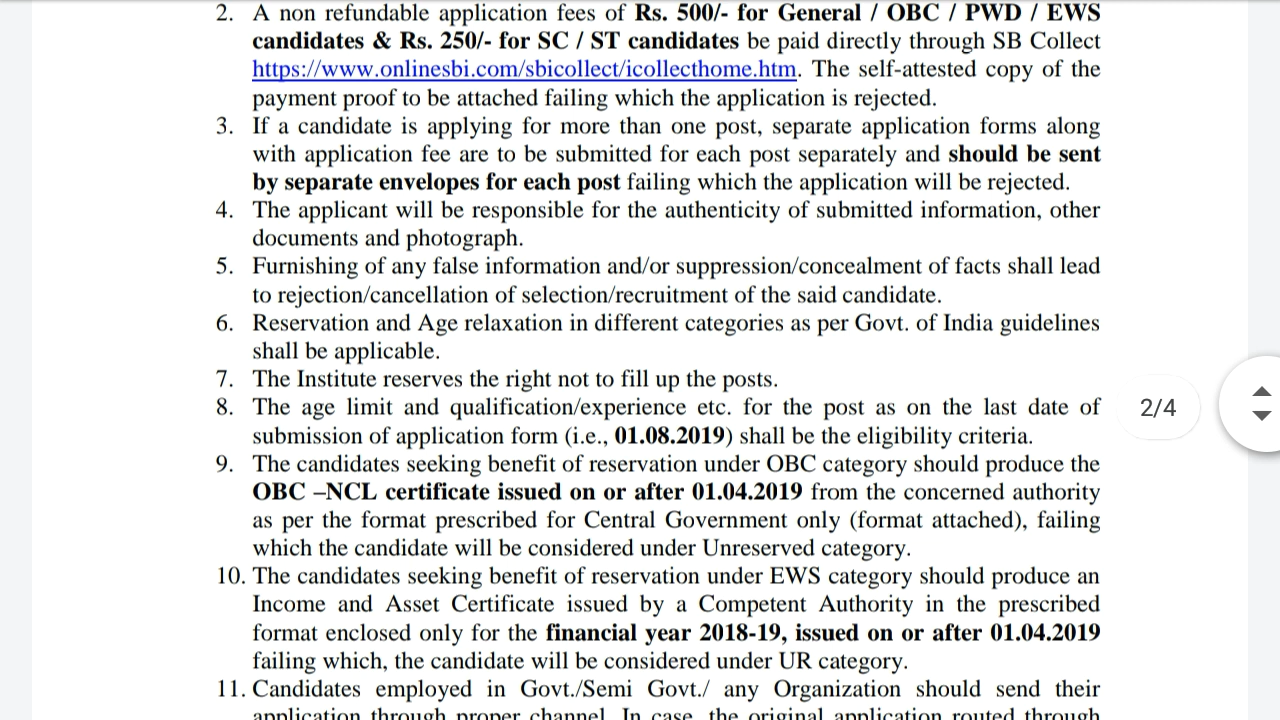 2. A non refundable application fees of Rs. 500/- for General / OBC / PWD / EWS
candidates & Rs. 250/- for SC / ST candidates be paid directly through SB Collect
https://www.onlinesbi.com/sbicollect/icollecthome.htm. The self-attested copy of the
payment proof to be attached failing which the application is rejected.
3. If a candidate is applying for more than one post, separate application forms along
with application fee are to be submitted for each post separately and should be sent
by separate envelopes for each post failing which the application will be rejected.
4. The applicant will be responsible for the authenticity of submitted information, other
documents and photograph.
5. Furnishing of any false information and/or suppression/concealment of facts shall lead
to rejection/cancellation of selection/recruitment of the said candidate.
6. Reservation and Age relaxation in different categories as per Govt. of India guidelines
shall be applicable.
7. The Institute reserves the right not to fill up the posts.
8. The age limit and qualification/experience etc. for the post as on the last date of
submission of application form (i.e., 01.08.2019) shall be the eligibility criteria.
9. The candidates seeking benefit of reservation under OBC category should produce the
OBC –NCL certificate issued on or after 01.04.2019 from the concerned authority
as per the format prescribed for Central Government only (format attached), failing
which the candidate will be considered under Unreserved category.
10. The candidates seeking benefit of reservation under EWS category should produce an
Income and Asset Certificate issued by a Competent Authority in the prescribed
format enclosed only for the financial year 2018-19, issued on or after 01.04.2019
failing which, the candidate will be considered under UR category.
11. Candidates employed in Govt./Semi Govt./ any Organization should send their
application through proper channel. In case, the original application routed through
2/4